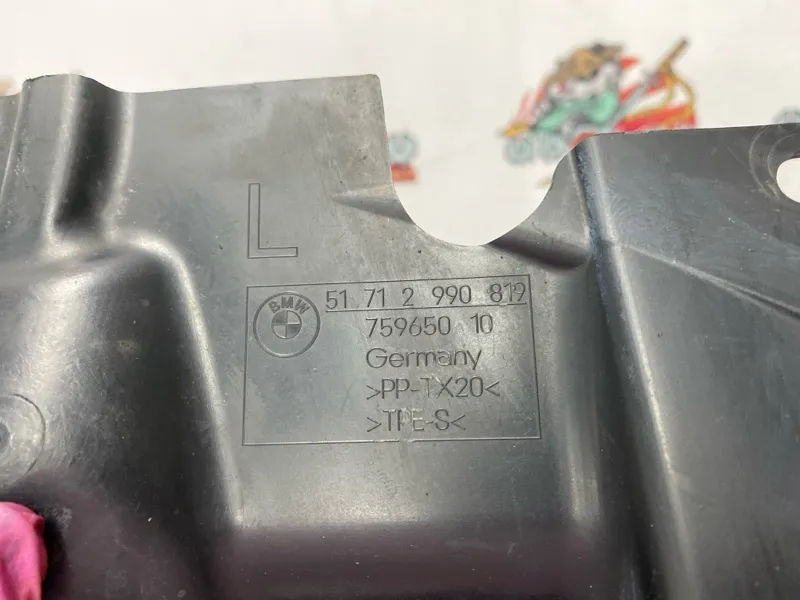 L
BMW
51 71 2 990 819
759650 10
Germany
>PP-TX20<
>TPE-S<